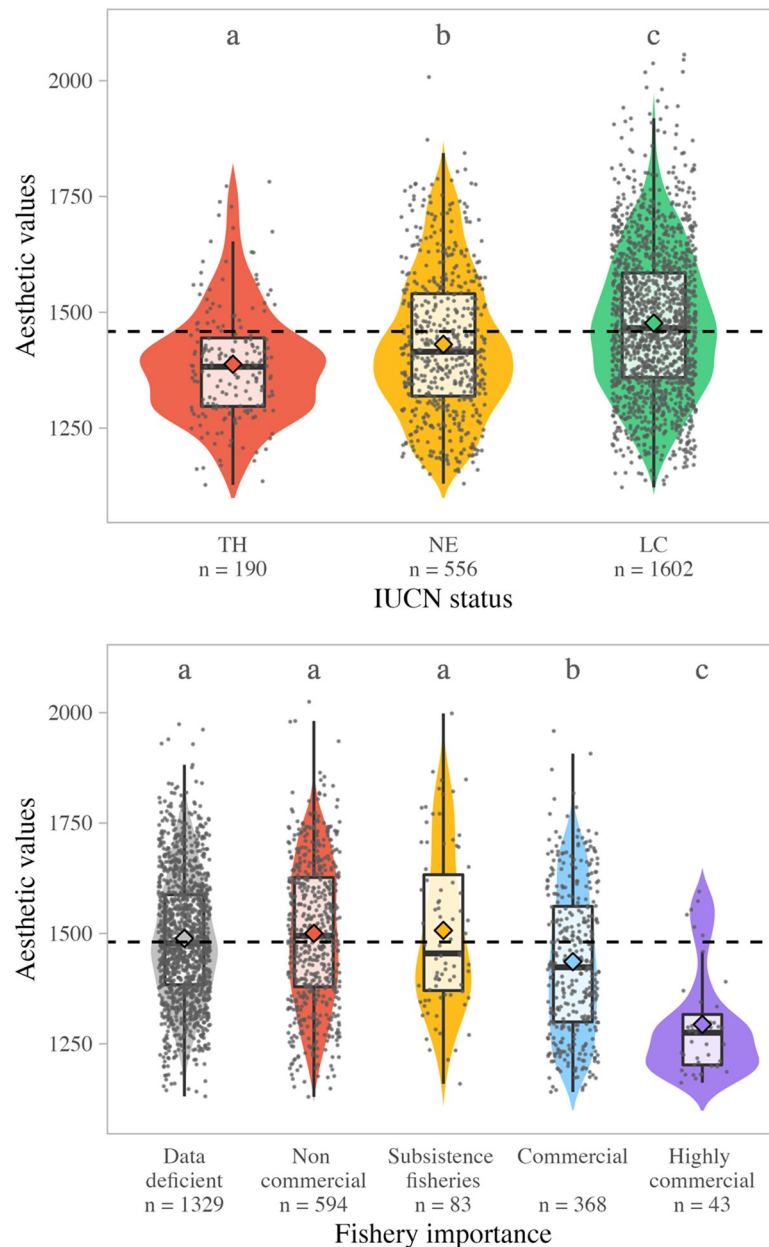 a b c
2000
1750
1500
1250
Aesthetic values
TH NE LC
n = 190 n = 556 n = 1602
IUCN status
a a a b c
2000
1750
1500
1250
Aesthetic values
Data Non Subsistence Commercial Highly
deficient commercial fisheries commercial
n = 1329 n = 594 n = 83 n = 368 n = 43
Fishery importance